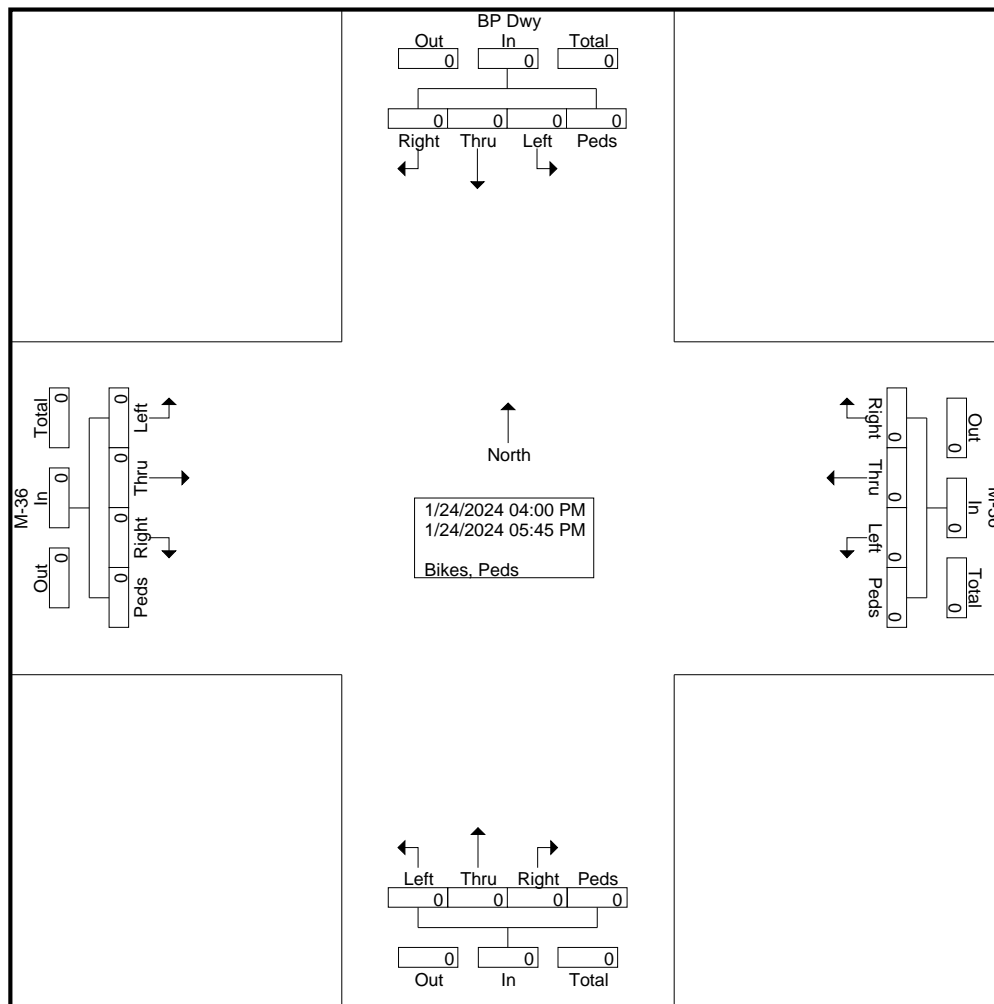 BP Dwy
Out In Total
0 0 0
0 0 0 0
Right Thru Left Peds
M-36
Total In Out
0 0 0
0 0 0 0
Left Thru Right Peds
North
1/24/2024 04:00 PM
1/24/2024 05:45 PM
Bikes, Peds
Right Thru Left Peds
0 0 0 0
Out In Total
0 0 0
Left Thru Right Peds
0 0 0 0
0 0 0
Out In Total